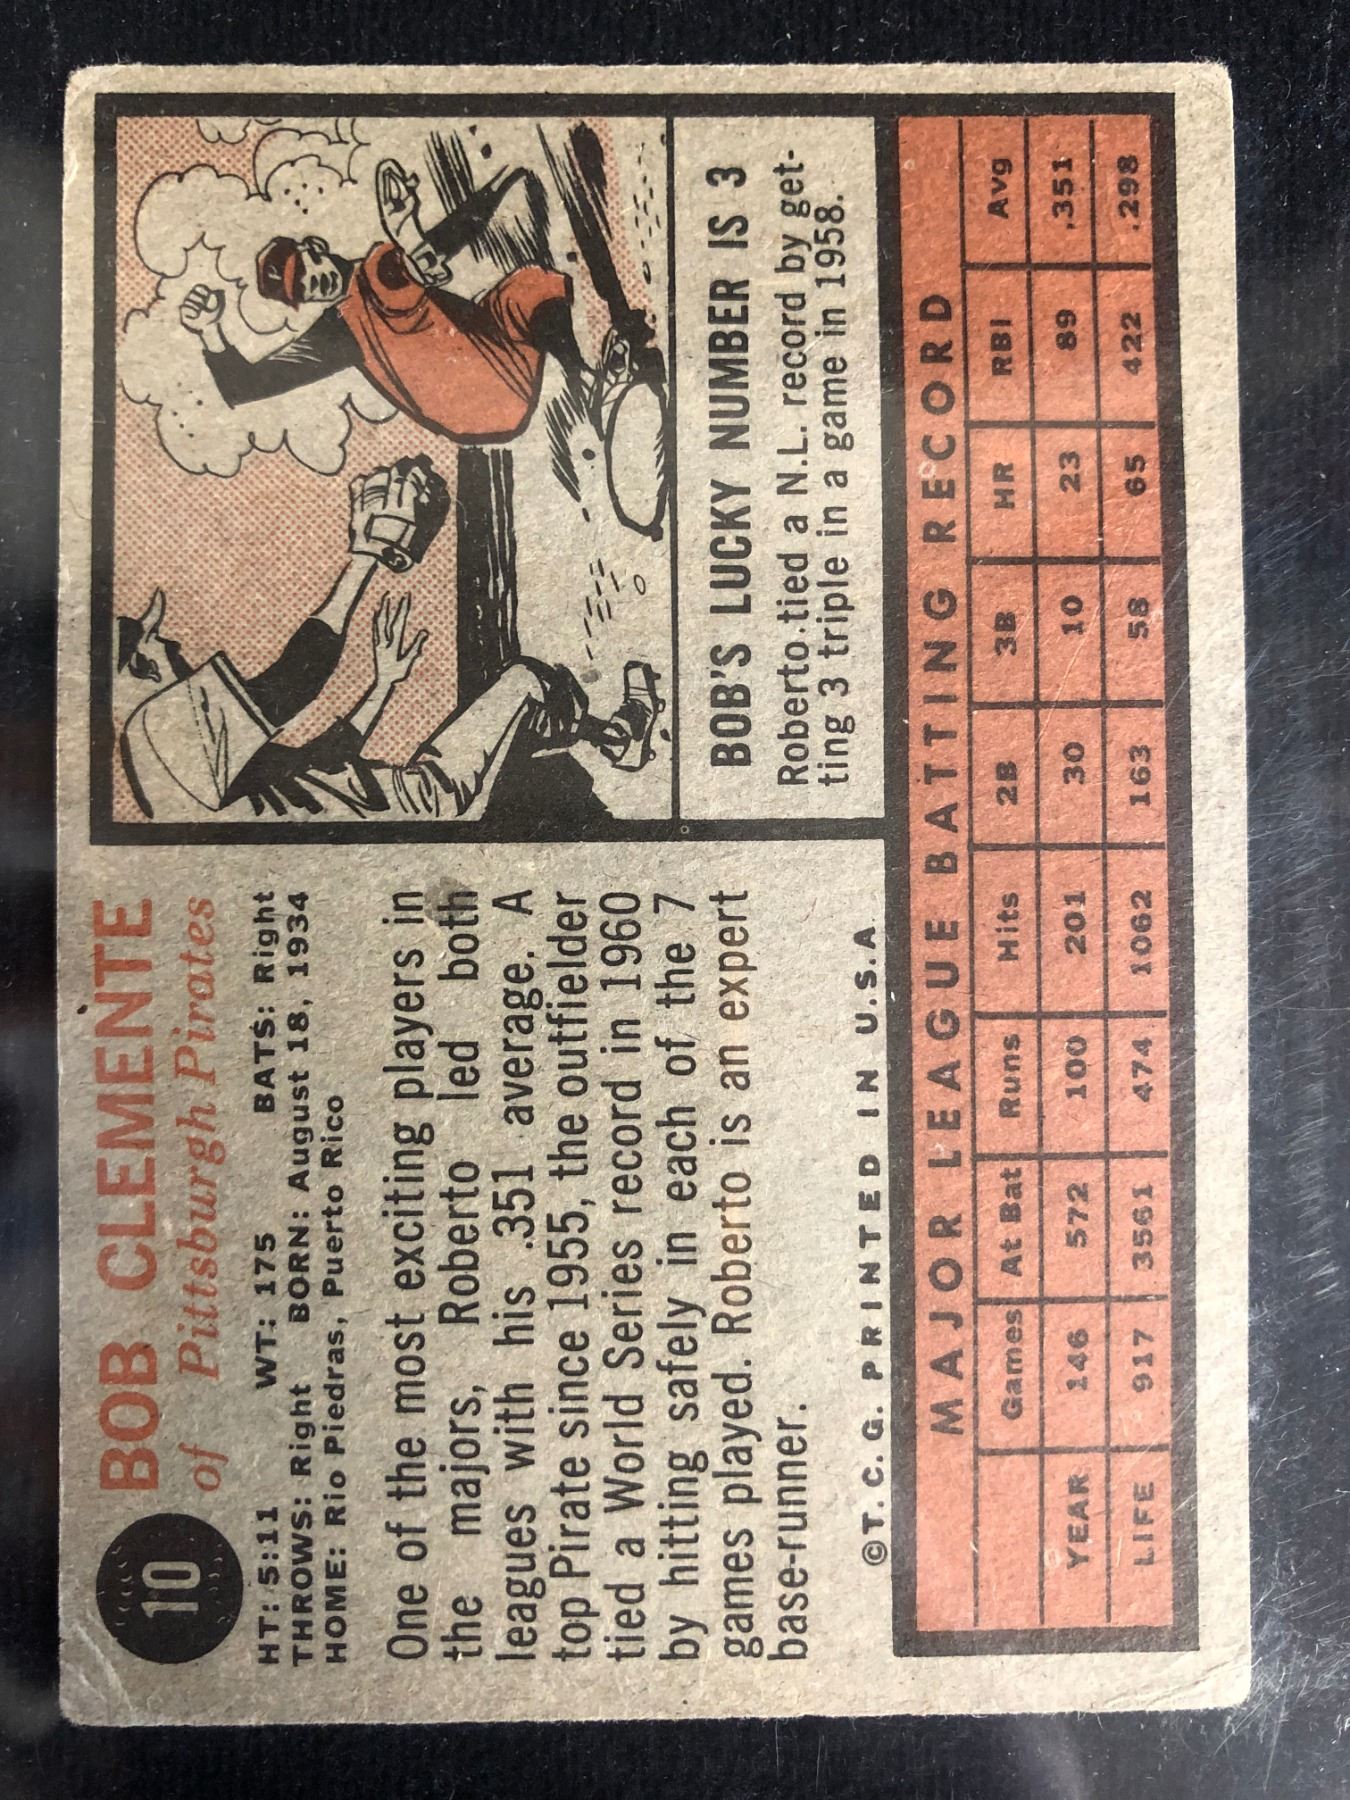 10
BOB CLEMENTE
of Pittsburgh Pirates
HT: 5:11 WT: 175 BATS: Right
THROWS: Right BORN: August 18, 1934
HOME: Rio Piedras, Puerto Rico
One of the most exciting players in
the majors, Roberto led both
leagues with his .351 average. A
top Pirate since 1955, the outfielder
tied a World Series record in 1960
by hitting safely in each of the 7
games played. Roberto is an expert
base-runner.
©T.C.G. PRINTED IN U.S.A.
P
BOB'S LUCKY NUMBER IS 3
Roberto tied a N.L. record by get-
ting 3 triple in a game in 1958.
MAJOR LEAGUE BATTING RECORD
Games At Bat Runs Hits 2B 3B HR RBI Avg
YEAR 146 572 100 201 30 10 23 89 .351
LIFE 917 3561 474 1062 163 58 65 422 .298